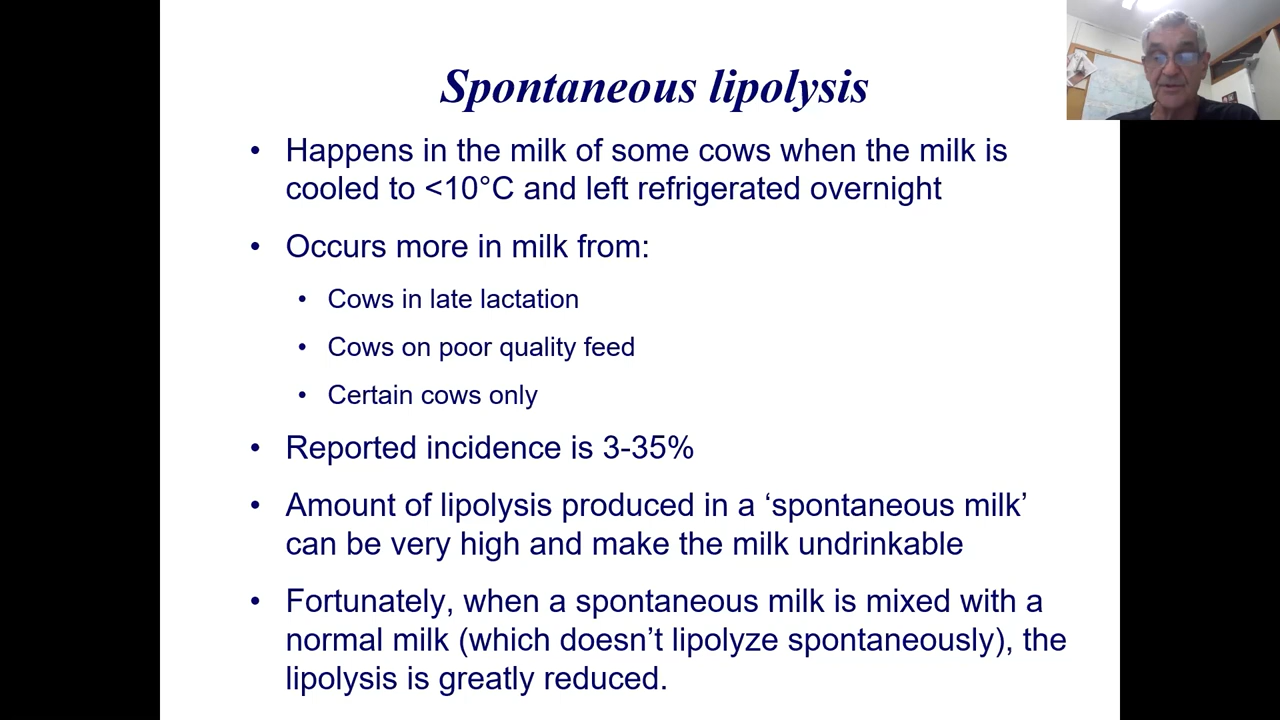 Spontaneous lipolysis
• Happens in the milk of some cows when the milk is
cooled to <10°C and left refrigerated overnight
• Occurs more in milk from:
• Cows in late lactation
• Cows on poor quality feed
• Certain cows only
• Reported incidence is 3-35%
• Amount of lipolysis produced in a ‘spontaneous milk’
can be very high and make the milk undrinkable
• Fortunately, when a spontaneous milk is mixed with a
normal milk (which doesn’t lipolyze spontaneously), the
lipolysis is greatly reduced.